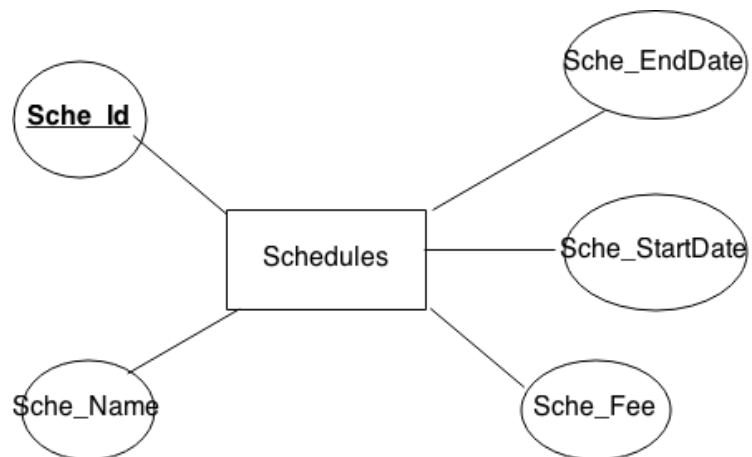 Sche_EndDate
Sche_Id
Sche_StartDate
Schedules
Sche_Name
Sche_Fee